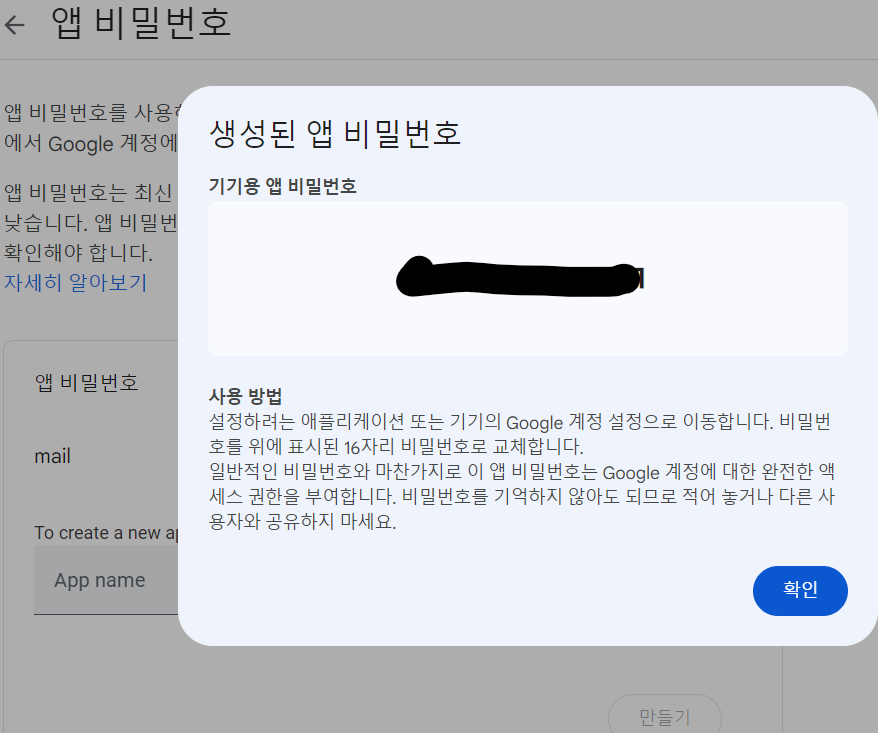 앱 비밀번호
앱 비밀번호를 사용
에서 Google 계정에
앱 비밀번호는 최신
낮습니다. 앱 비밀번
확인해야 합니다.
자세히 알아보기
앱 비밀번호
mail
To create a new
App name
만들기
생성된 앱 비밀번호
기기용 앱 비밀번호
사용 방법
설정하려는 애플리케이션 또는 기기의 Google 계정 설정으로 이동합니다. 비밀번
호를 위에 표시된 16자리 비밀번호로 교체합니다.
일반적인 비밀번호와 마찬가지로 이 앱 비밀번호는 Google 계정에 대한 완전한 액
세스 권한을 부여합니다. 비밀번호를 기억하지 않아도 되므로 적어 놓거나 다른 사
용자와 공유하지 마세요.
확인